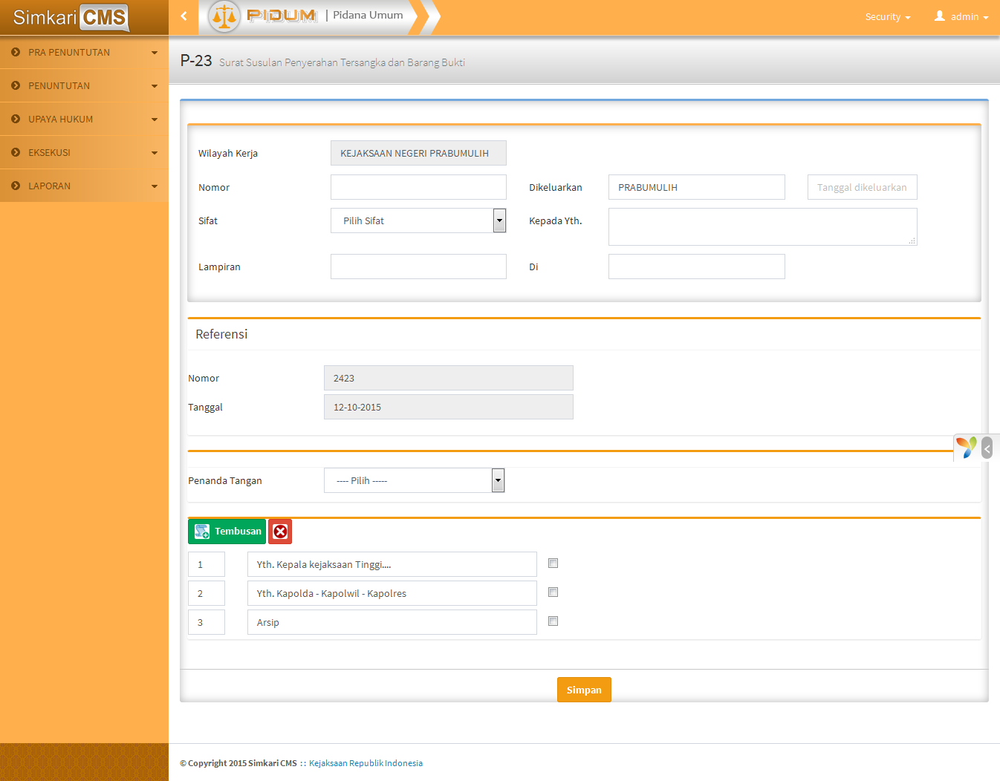 Simkari CMS
PIDUM | Pidana Umum
Security
admin
PRA PENUNTUTAN
PENUNTUTAN
UPAYA HUKUM
EKSEKUSI
LAPORAN
P-23 Surat Susulan Penyerahan Tersangka dan Barang Bukti
Wilayah Kerja KEJAKSAAN NEGERI PRABUMULIH
Nomor Dikeluarkan PRABUMULIH Tanggal dikeluarkan
Sifat Pilih Sifat Kepada Yth.
Lampiran Di
Referensi
Nomor 2423
Tanggal 12-10-2015
Penanda Tangan ---- Pilih -----
Tembusan
1 Yth. Kepala kejaksaan Tinggi....
2 Yth. Kapolda - Kapolwil - Kapolres
3 Arsip
Simpan
© Copyright 2015 Simkari CMS :: Kejaksaan Republik Indonesia